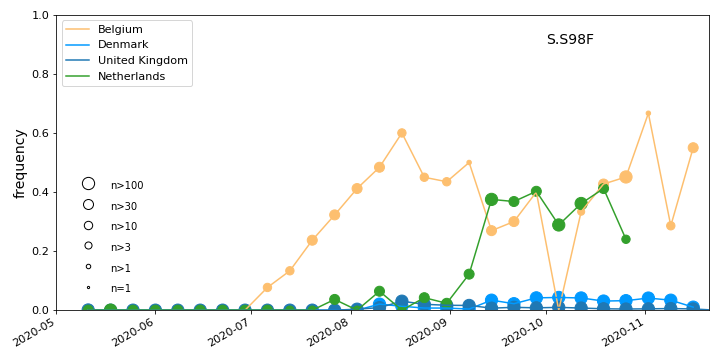 1.0
0.8
0.6
0.4
0.2
0.0
frequency
Belgium
Denmark
United Kingdom
Netherlands
S.S98F
n>100
n>30
n>10
n>3
n>1
n=1
2020-05
2020-06
2020-07
2020-08
2020-09
2020-10
2020-11